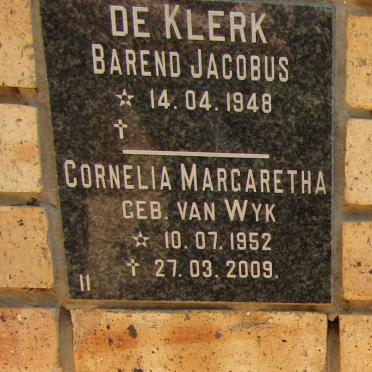 DE KLERK
BAREND JACOBUS
☆ 14.04.1948
✝
CORNELIA MARGARETHA
GEB. VAN WYK
☆ 10.07.1952
✝ 27.03.2009.
11